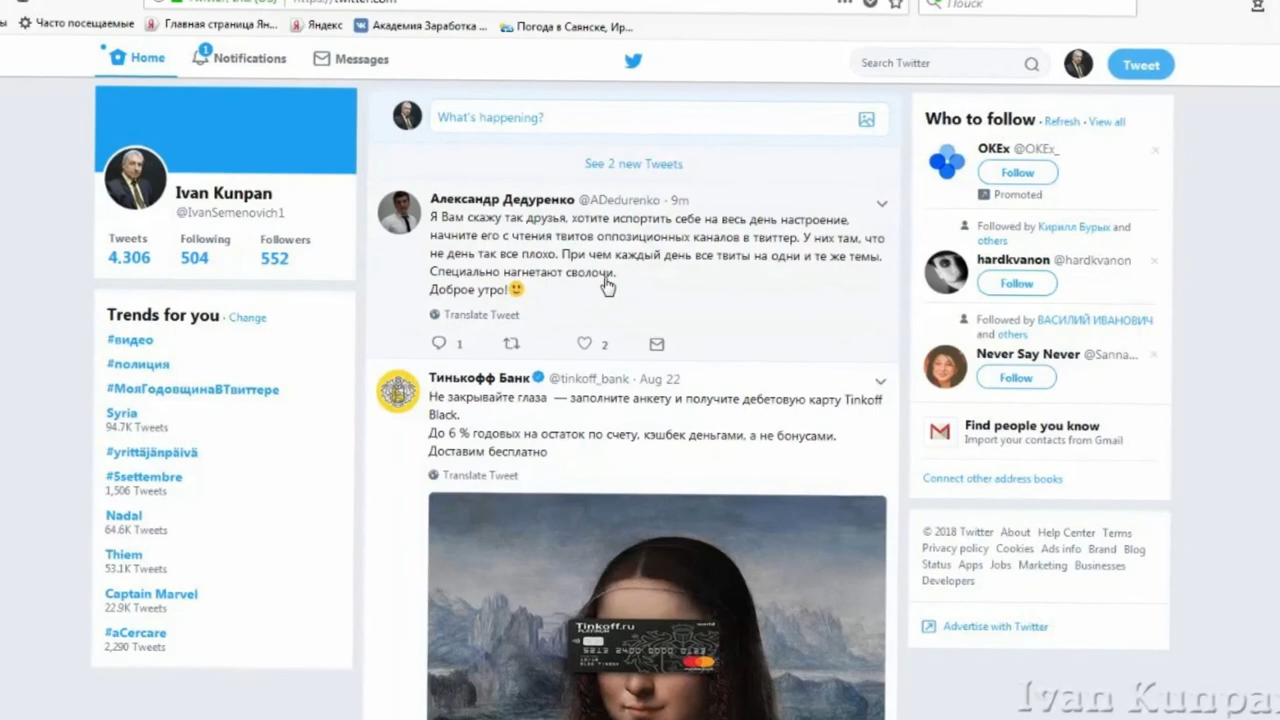 Часто посещаемые
Главная страница Ян...
Яндекс
Академия Заработка ...
Погода в Саянске, Ир...
Поиск
Home
1
Notifications
Messages
Search Twitter
Tweet
Ivan Kunpan
@IvanSemenovich1
Tweets Following Followers
4,306 504 552
Trends for you · Change
#видео
#полиция
#МояГодовщинаВТвиттере
Syria
94.7K Tweets
#yrittäjänpäivä
#5settembre
1,506 Tweets
Nadal
64.6K Tweets
Thiem
53.1K Tweets
Captain Marvel
22.9K Tweets
#aCercare
2,290 Tweets
What's happening?
See 2 new Tweets
Александр Дедуренко @ADedurenko · 9m
Я Вам скажу так друзья, хотите испортить себе на весь день настроение,
начните его с чтения твитов оппозиционных каналов в твиттер. У них там, что
не день так все плохо. При чем каждый день все твиты на одни и те же темы.
Специально нагнетают сволочи.
Доброе утро!
Translate Tweet
1 2
Тинькофф Банк @tinkoff_bank · Aug 22
Не закрывайте глаза — заполните анкету и получите дебетовую карту Tinkoff
Black.
До 6 % годовых на остаток по счету, кэшбек деньгами, а не бонусами.
Доставим бесплатно
Translate Tweet
Tinkoff.ru
PLATINUM
world
Who to follow · Refresh · View all
OKEx @OKEx_
Follow
Promoted
Followed by Кирилл Бурых and
others
hardkvanon @hardkvanon
Follow
Followed by ВАСИЛИЙ ИВАНОВИЧ
and others
Never Say Never @Sanna...
Follow
Find people you know
Import your contacts from Gmail
Connect other address books
© 2018 Twitter About Help Center Terms
Privacy policy Cookies Ads info Brand Blog
Status Apps Jobs Marketing Businesses
Developers
Advertise with Twitter
Ivan Kunpa